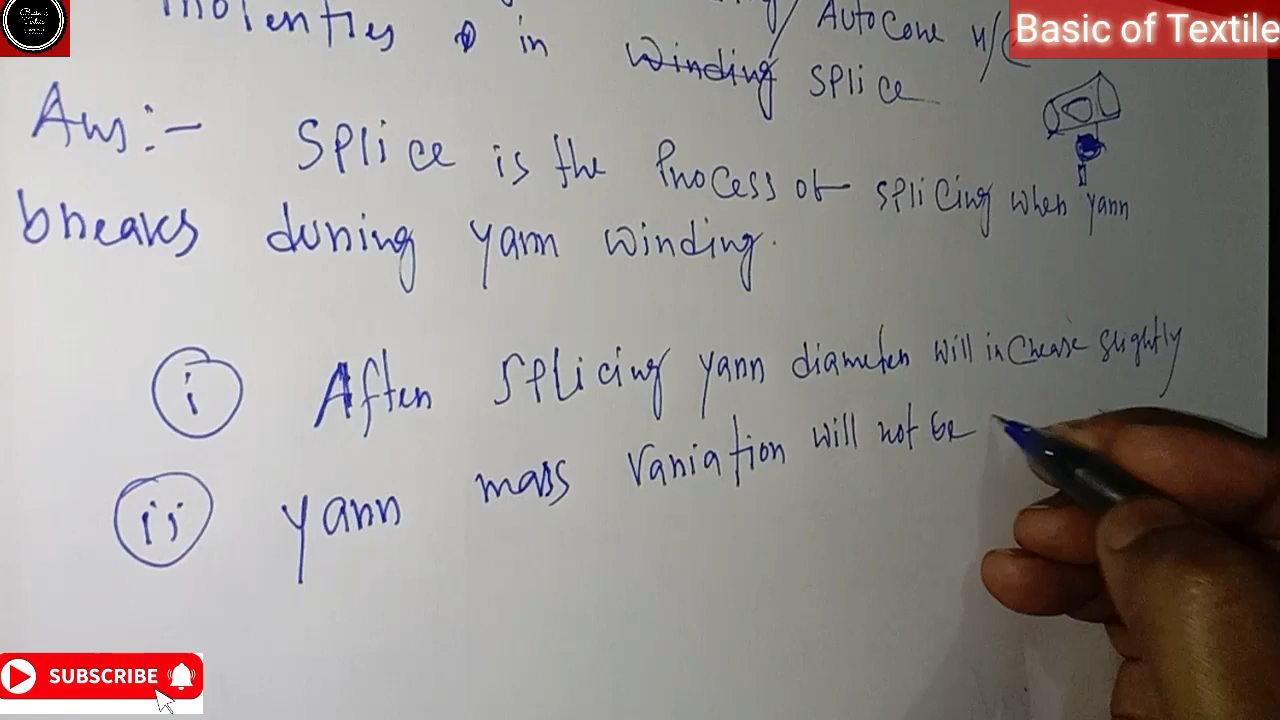 AutoCone M/C
Basic of Textile
in winding splice
Ans:-
Splice is the Process of splicing when yarn
breaks during yarn winding.
i After splicing yarn diameter will increase slightly
ii yarn mass variation will not be
SUBSCRIBE